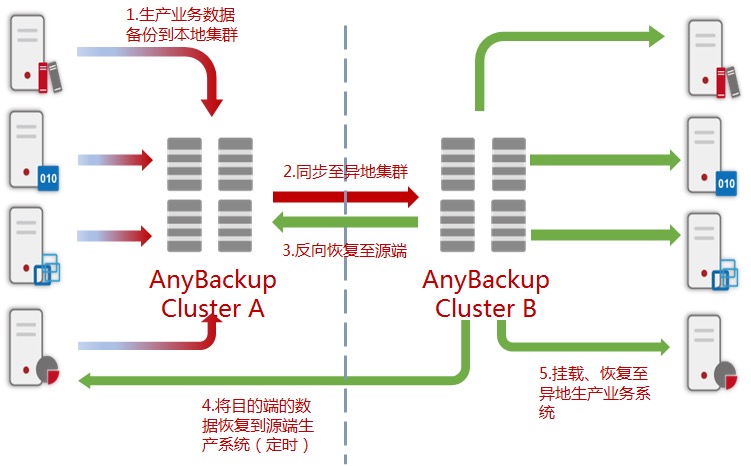 1.生产业务数据
备份到本地集群
2.同步至异地集群
3.反向恢复至源端
010
010
AnyBackup
Cluster A
AnyBackup
Cluster B
4.将目的端的数
据恢复到源端生
产系统（定时）
5.挂载、恢复至
异地生产业务系
统